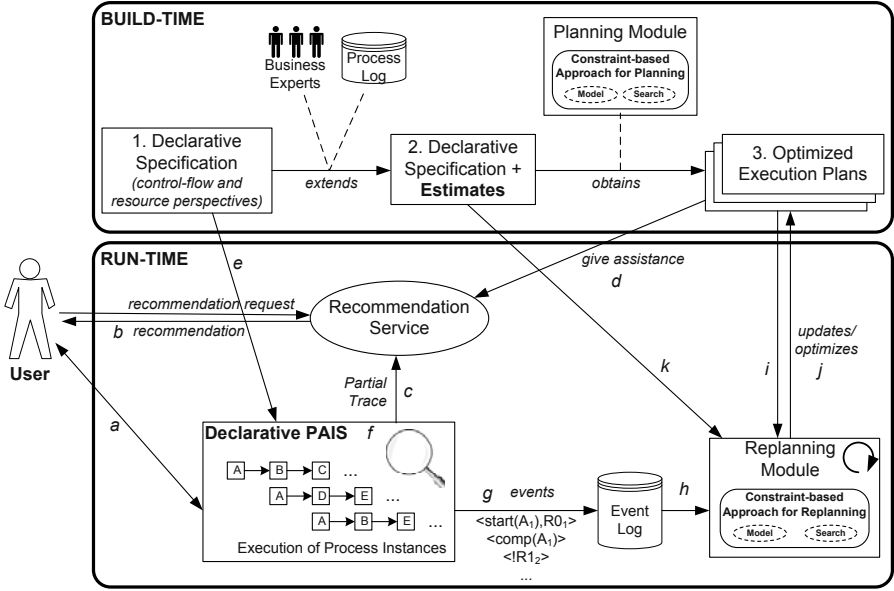 BUILD-TIME
Business
Experts
Process
Log
Planning Module
Constraint-based
Approach for Planning
Model
Search
1. Declarative
Specification
(control-flow and
resource perspectives)
extends
2. Declarative
Specification +
Estimates
obtains
3. Optimized
Execution Plans
RUN-TIME
e
give assistance
d
User
recommendation request
b recommendation
Recommendation
Service
a
Partial
Trace
c
k
i
updates/
optimizes
j
Declarative PAIS f
A B C ...
A D E ...
A B E ...
Execution of Process Instances
g events
<start(A₁),R0₁>
<comp(A₁)>
<!R1₂>
...
Event
Log
h
Replanning
Module
Constraint-based
Approach for Replanning
Model
Search